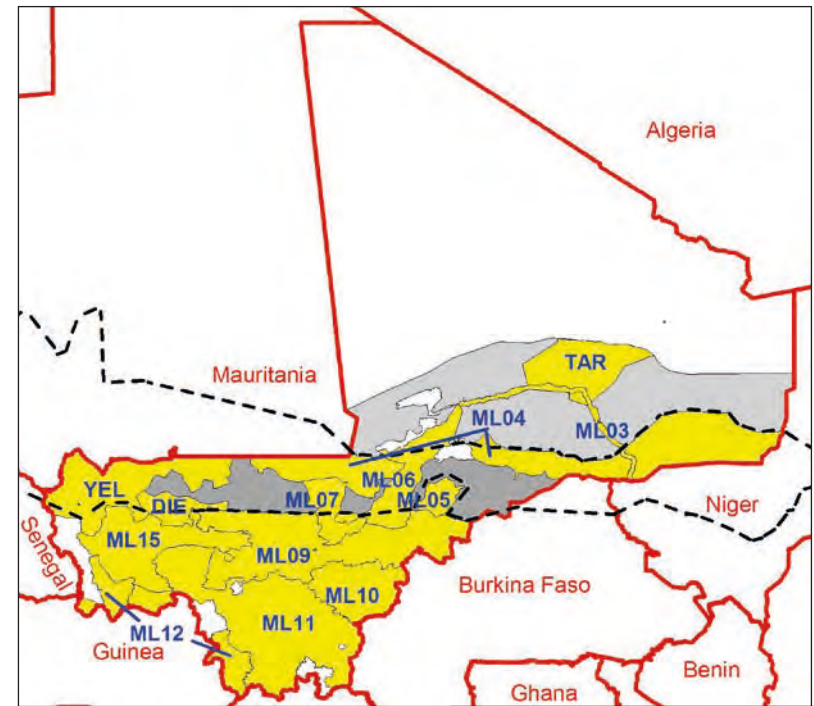 Algeria
TAR
Mauritania
ML04
ML03
ML06
YEL
ML07
ML05
DIE
Niger
Senegal
ML15
ML09
Burkina Faso
ML10
ML11
ML12
Guinea
Benin
Ghana